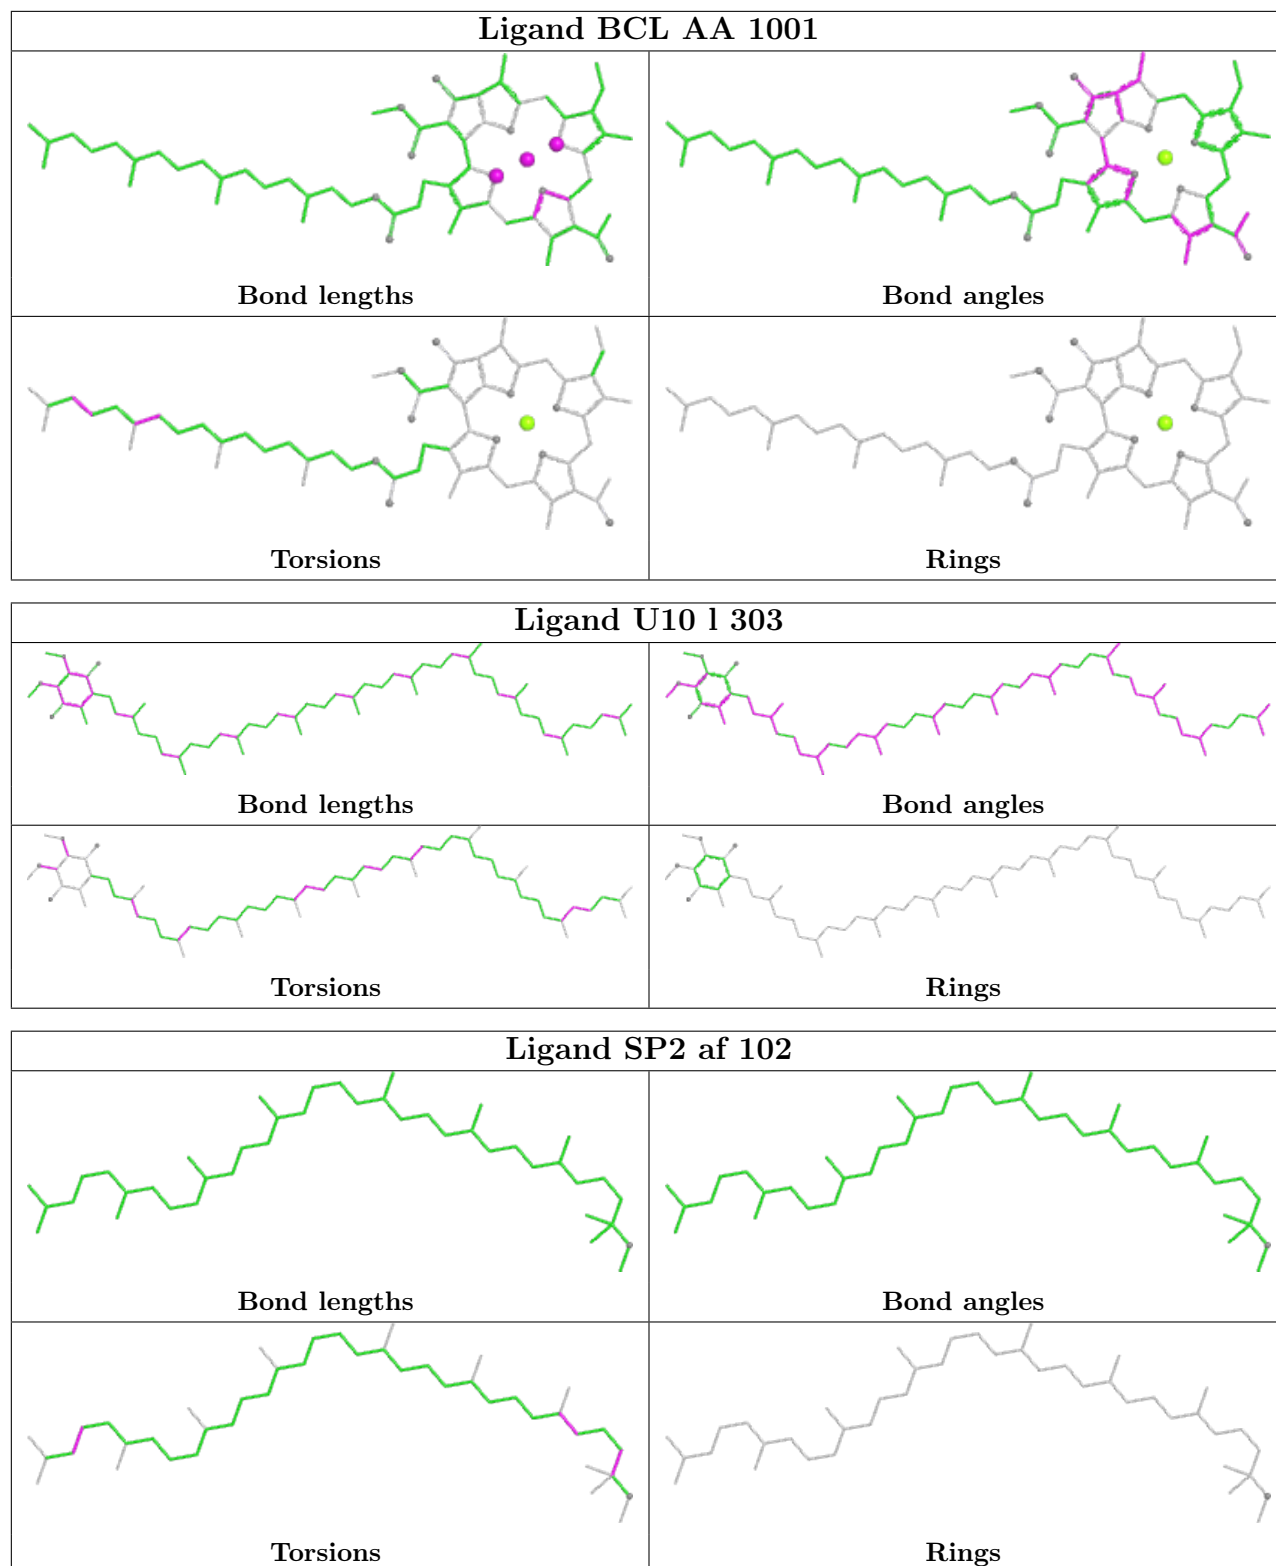 Ligand BCL AA 1001
Bond lengths
Bond angles
Torsions
Rings
Ligand U10 l 303
Bond lengths
Bond angles
Torsions
Rings
Ligand SP2 af 102
Bond lengths
Bond angles
Torsions
Rings